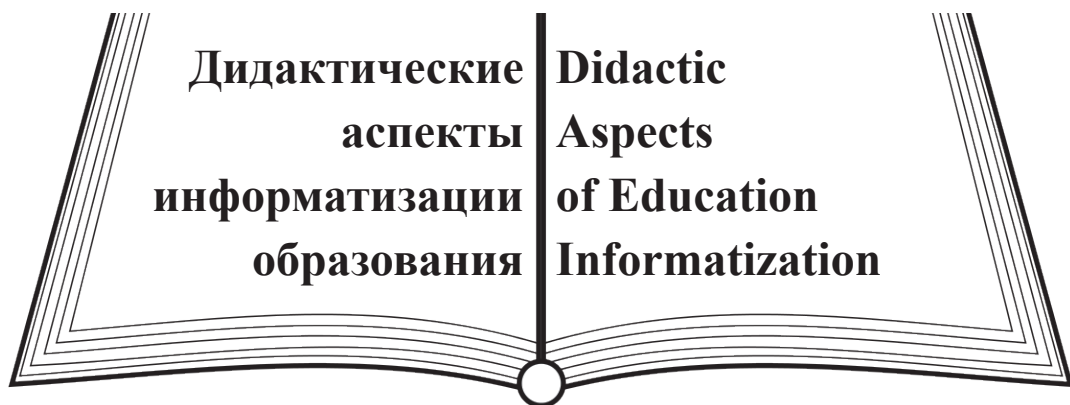 Дидактические
аспекты
информатизации
образования
Didactic
Aspects
of Education
Informatization